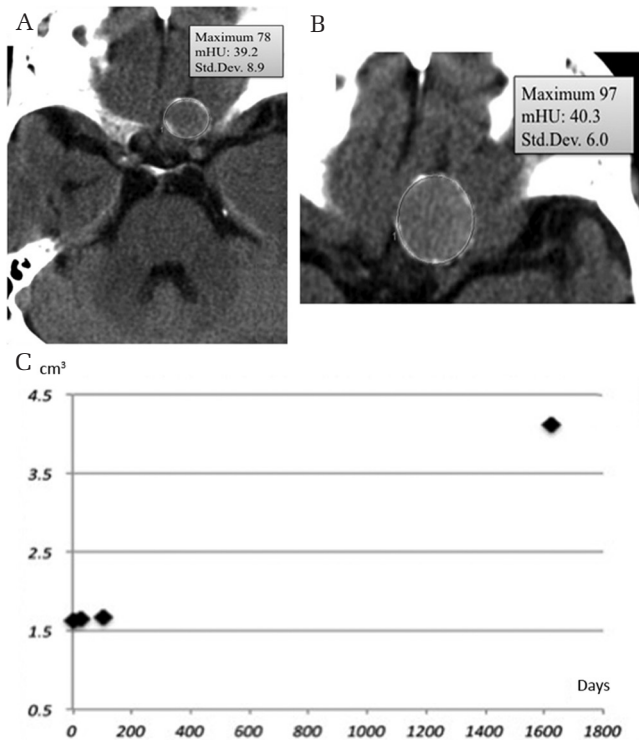 A
Maximum 78
mHU: 39.2
Std.Dev. 8.9
B
Maximum 97
mHU: 40.3
Std.Dev. 6.0
C cm³
4.5
3.5
2.5
1.5
0.5
Days
0 200 400 600 800 1000 1200 1400 1600 1800